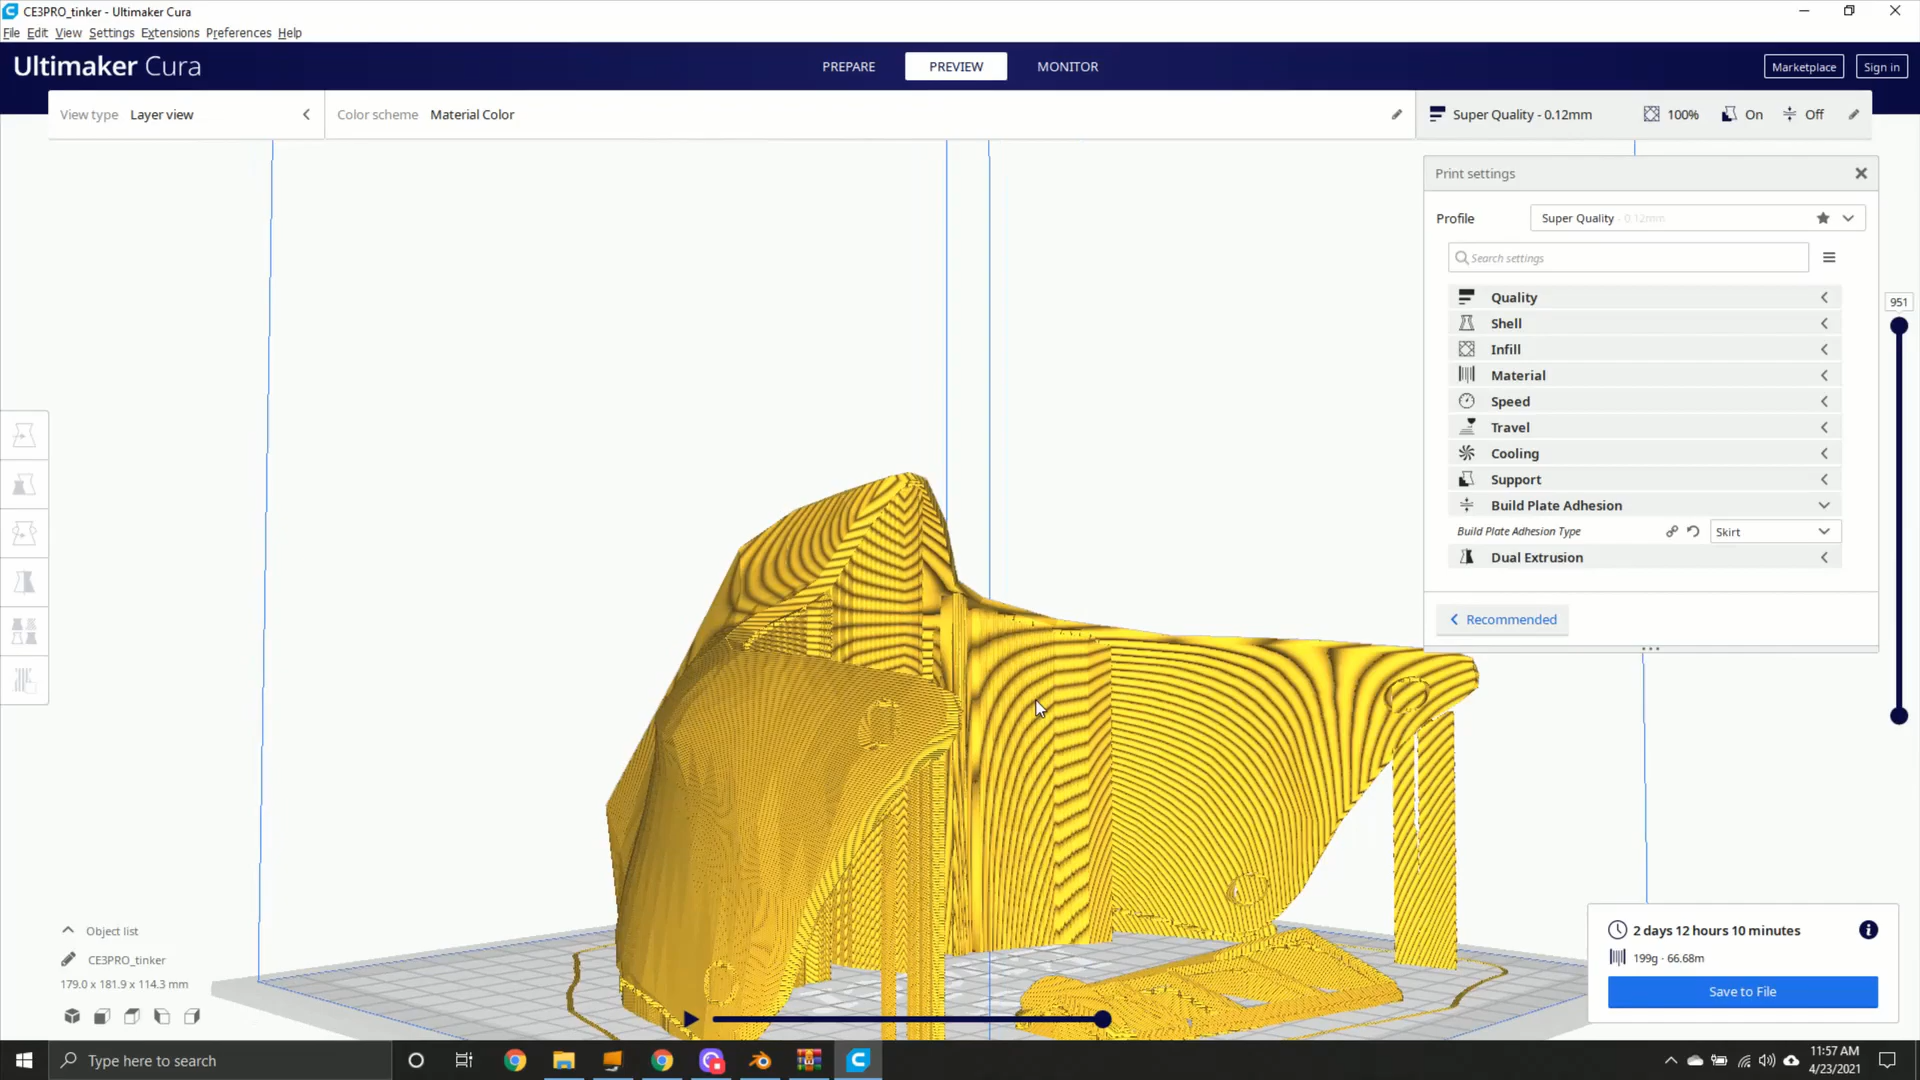 CE3PRO_tinker - Ultimaker Cura
File Edit View Settings Extensions Preferences Help
Ultimaker Cura
PREPARE
PREVIEW
MONITOR
Marketplace
Sign in
View type Layer view
Color scheme Material Color
Super Quality - 0.12mm
100%
On
Off
Print settings
Profile
Super Quality - 0.12mm
Search settings
951
Quality
Shell
Infill
Material
Speed
Travel
Cooling
Support
Build Plate Adhesion
Build Plate Adhesion Type
Skirt
Dual Extrusion
Recommended
Object list
CE3PRO_tinker
179.0 x 181.9 x 114.3 mm
2 days 12 hours 10 minutes
199g · 66.68m
Save to File
Type here to search
11:57 AM
4/23/2021